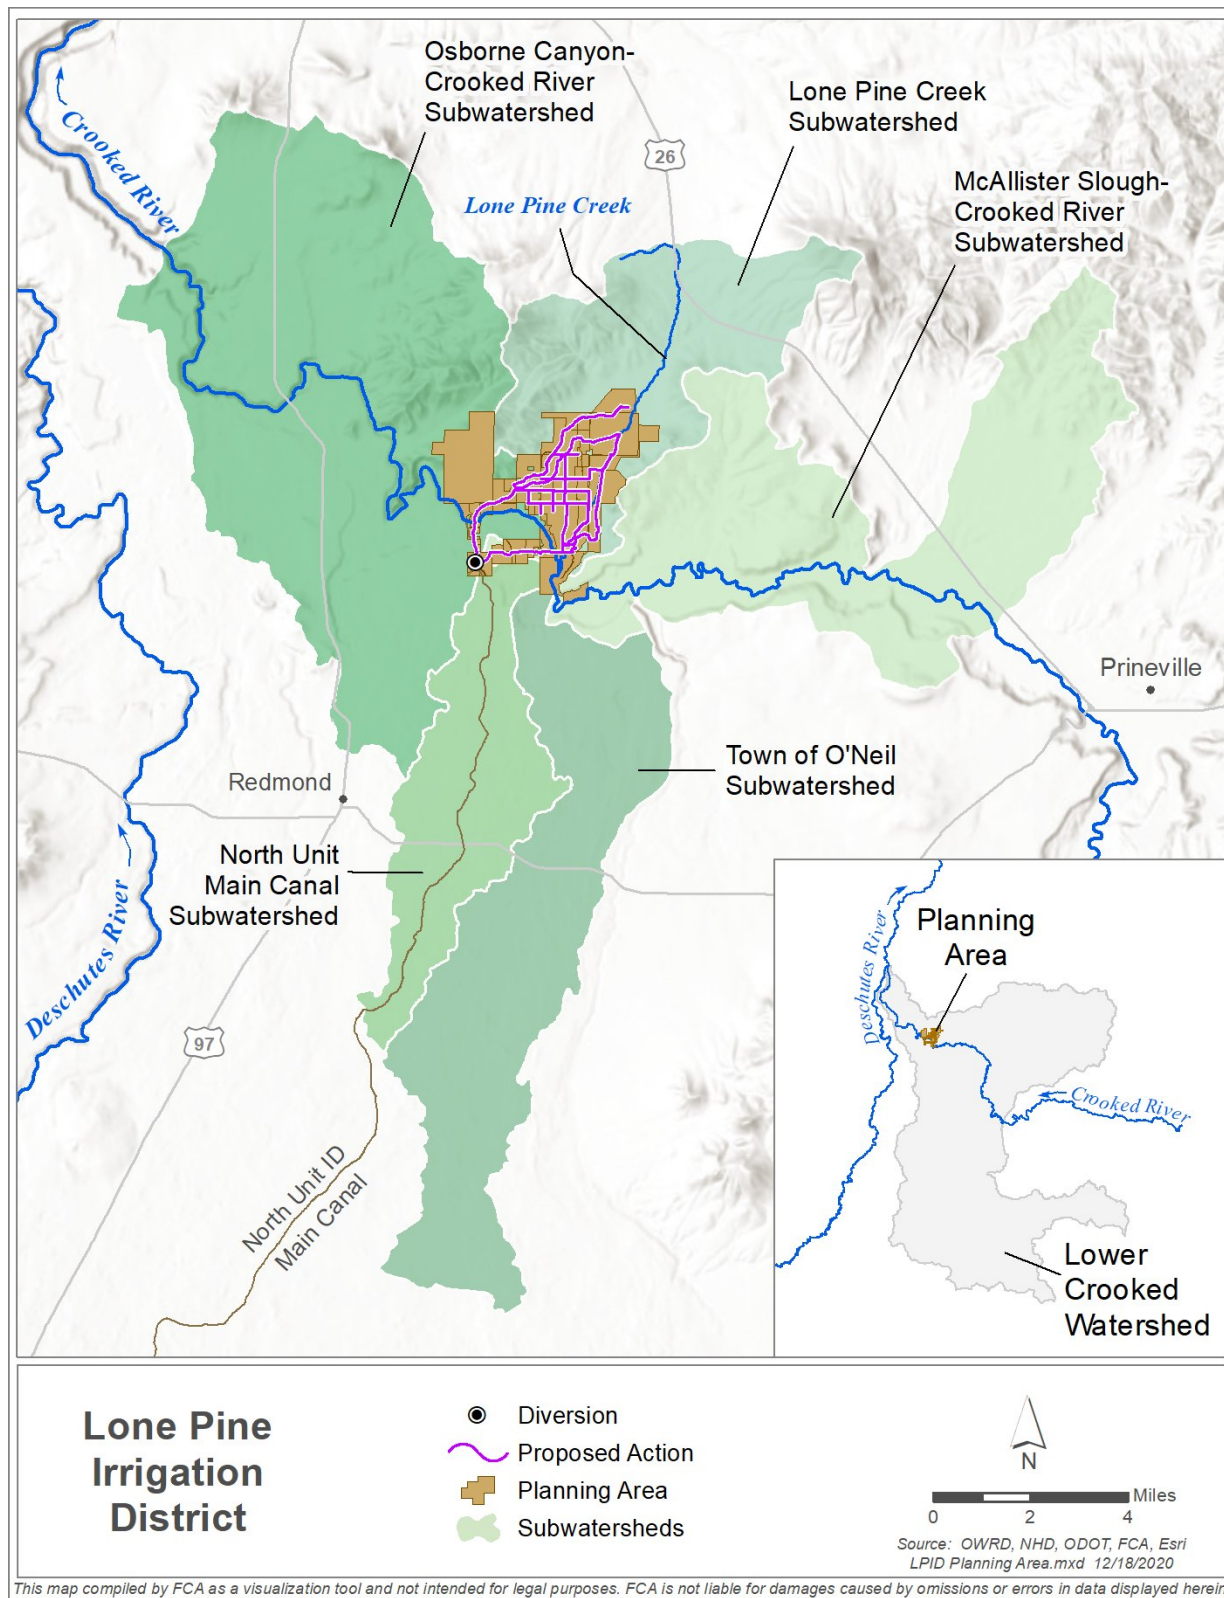 Osborne Canyon-
Crooked River
Subwatershed
Lone Pine Creek
Subwatershed
26
McAllister Slough-
Crooked River
Subwatershed
Crooked River
Lone Pine Creek
Prineville
Town of O'Neil
Subwatershed
Redmond
North Unit
Main Canal
Subwatershed
Deschutes River
97
North Unit ID
Main Canal
Planning
Area
Deschutes River
Crooked River
Lower
Crooked
Watershed
Lone Pine
Irrigation
District
Diversion
Proposed Action
Planning Area
Subwatersheds
N
Miles
0 2 4
Source: OWRD, NHD, ODOT, FCA, Esri
LPID Planning Area.mxd 12/18/2020
This map compiled by FCA as a visualization tool and not intended for legal purposes. FCA is not liable for damages caused by omissions or errors in data displayed herein